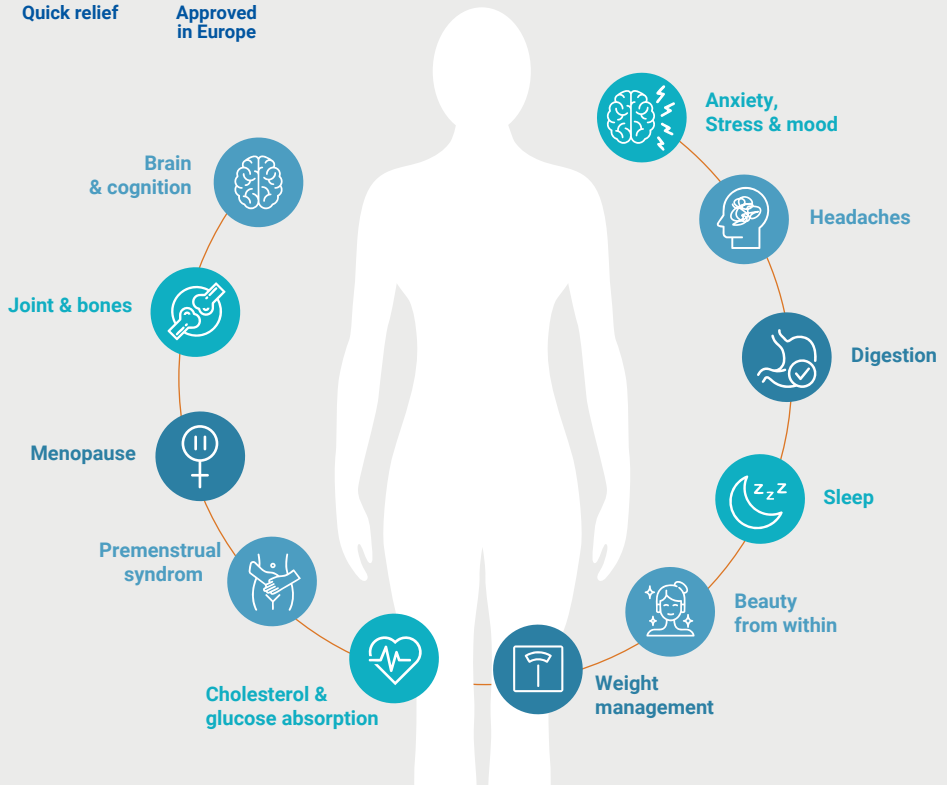 Quick relief
Approved
in Europe
Anxiety,
Stress & mood
Brain
& cognition
Headaches
Joint & bones
Digestion
Menopause
Sleep
z z z
Premenstrual
syndrom
Beauty
from within
Cholesterol &
glucose absorption
Weight
management